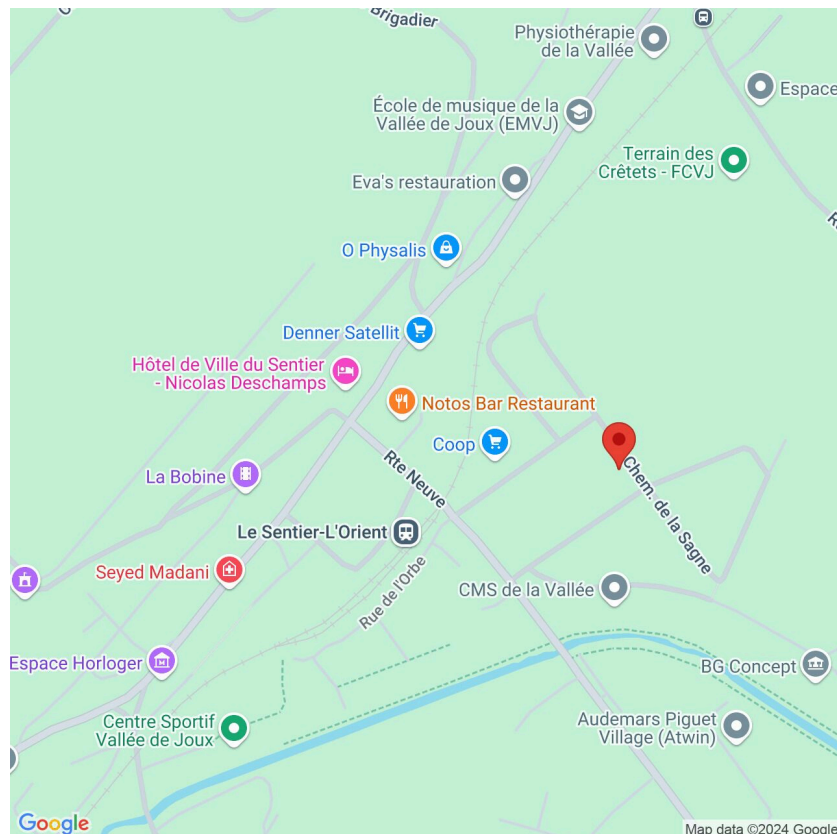 Brigadier
Physiothérapie
de la Vallée
Espace
École de musique de la
Vallée de Joux (EMVJ)
Terrain des
Crêtets - FCVJ
Eva's restauration
O Physalis
Denner Satellit
Hôtel de Ville du Sentier
- Nicolas Deschamps
Notos Bar Restaurant
Coop
La Bobine
Rte Neuve
Chem. de la Sagne
Le Sentier-L'Orient
Seyed Madani
Rue de l'Orbe
CMS de la Vallée
Espace Horloger
BG Concept
Centre Sportif
Vallée de Joux
Audemars Piguet
Village (Atwin)
Google
Map data ©2024 Google